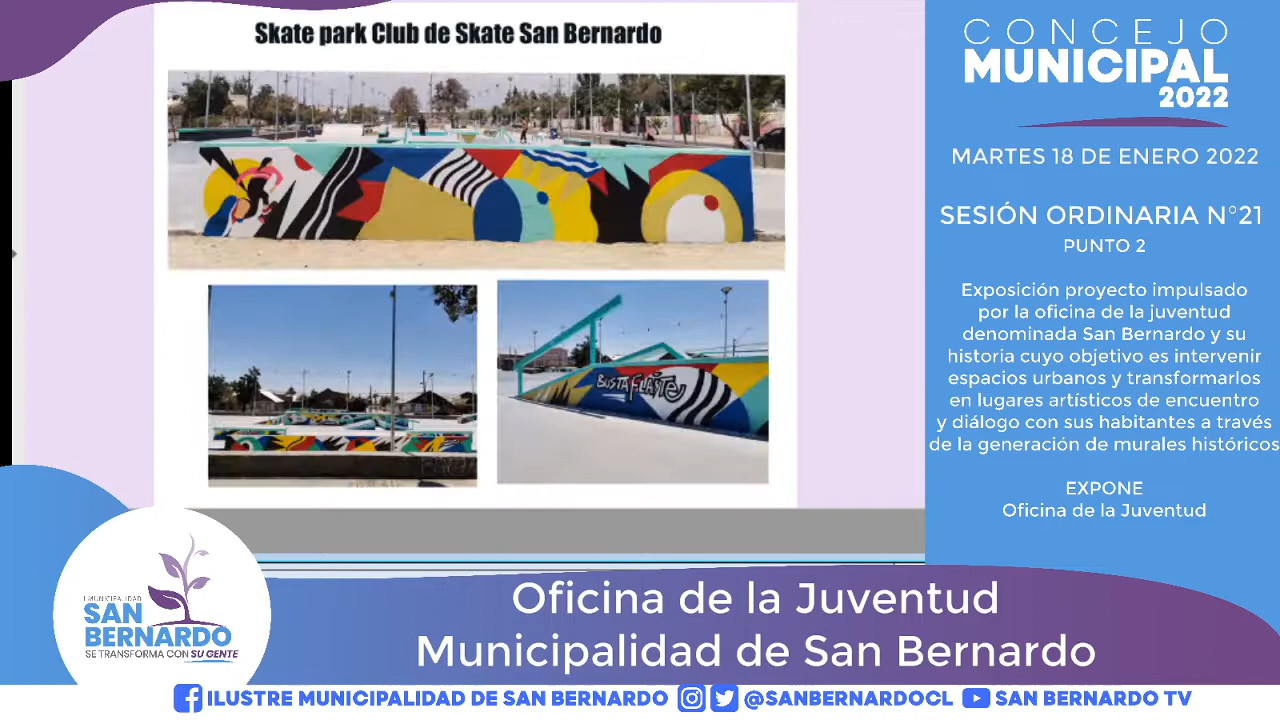 Skate park Club de Skate San Bernardo
BUSTAFLAITE
CONCEJO
MUNICIPAL
2022
MARTES 18 DE ENERO 2022
SESIÓN ORDINARIA N°21
PUNTO 2
Exposición proyecto impulsado
por la oficina de la juventud
denominada San Bernardo y su
historia cuyo objetivo es intervenir
espacios urbanos y transformarlos
en lugares artísticos de encuentro
y diálogo con sus habitantes a través
de la generación de murales históricos
EXPONE
Oficina de la Juventud
I MUNICIPALIDAD
SAN
BERNARDO
SE TRANSFORMA CON SU GENTE
Oficina de la Juventud
Municipalidad de San Bernardo
ILUSTRE MUNICIPALIDAD DE SAN BERNARDO @SANBERNARDOCL SAN BERNARDO TV